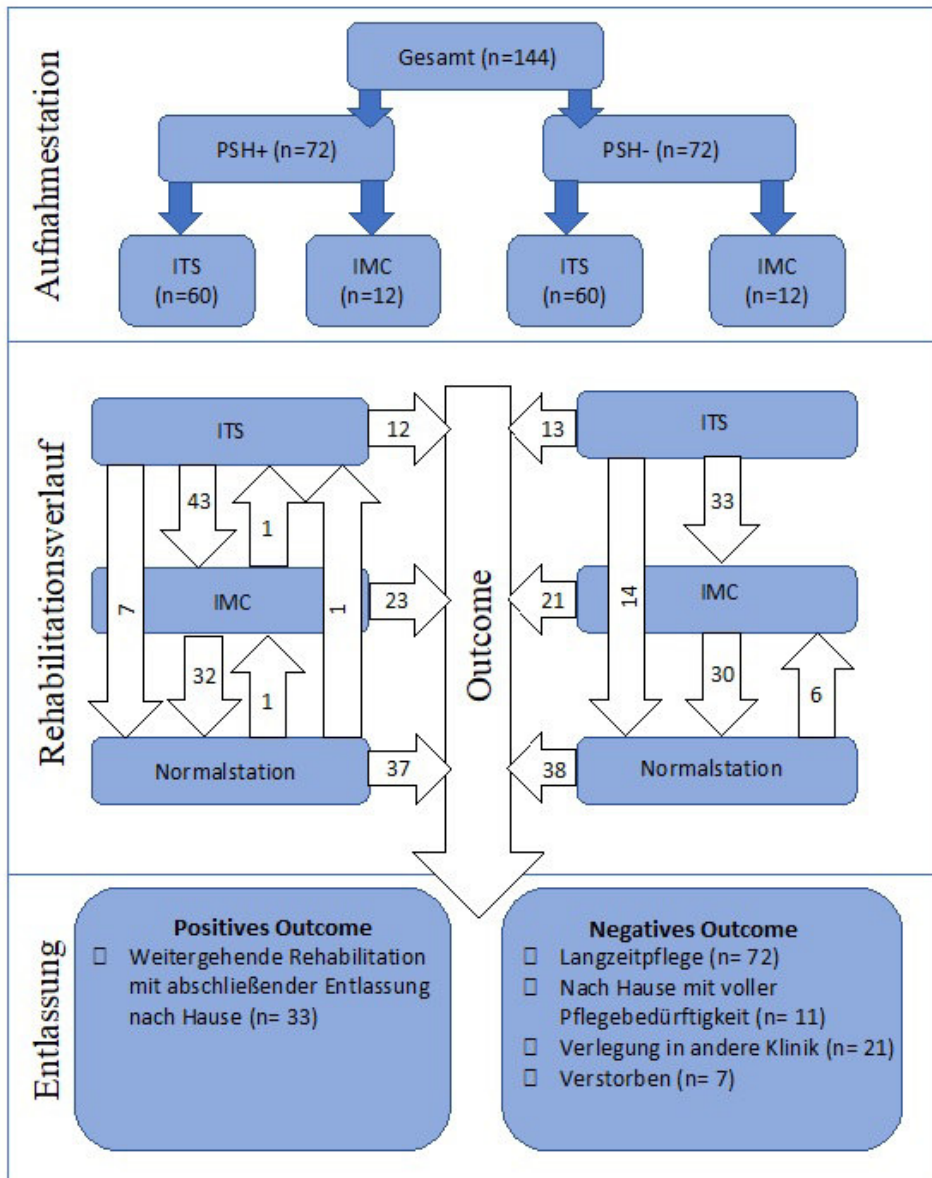 Aufnahmestation
Gesamt (n=144)
PSH+ (n=72)
PSH- (n=72)
ITS
(n=60)
IMC
(n=12)
ITS
(n=60)
IMC
(n=12)
Rehabilitationsverlauf
ITS
12
13
ITS
43
1
33
7
IMC
1
23
21
14
IMC
32
1
30
6
Normalstation
37
38
Normalstation
Outcome
Entlassung
Positives Outcome
Weitergehende Rehabilitation
mit abschließender Entlassung
nach Hause (n= 33)
Negatives Outcome
Langzeitpflege (n= 72)
Nach Hause mit voller
Pflegebedürftigkeit (n= 11)
Verlegung in andere Klinik (n= 21)
Verstorben (n= 7)